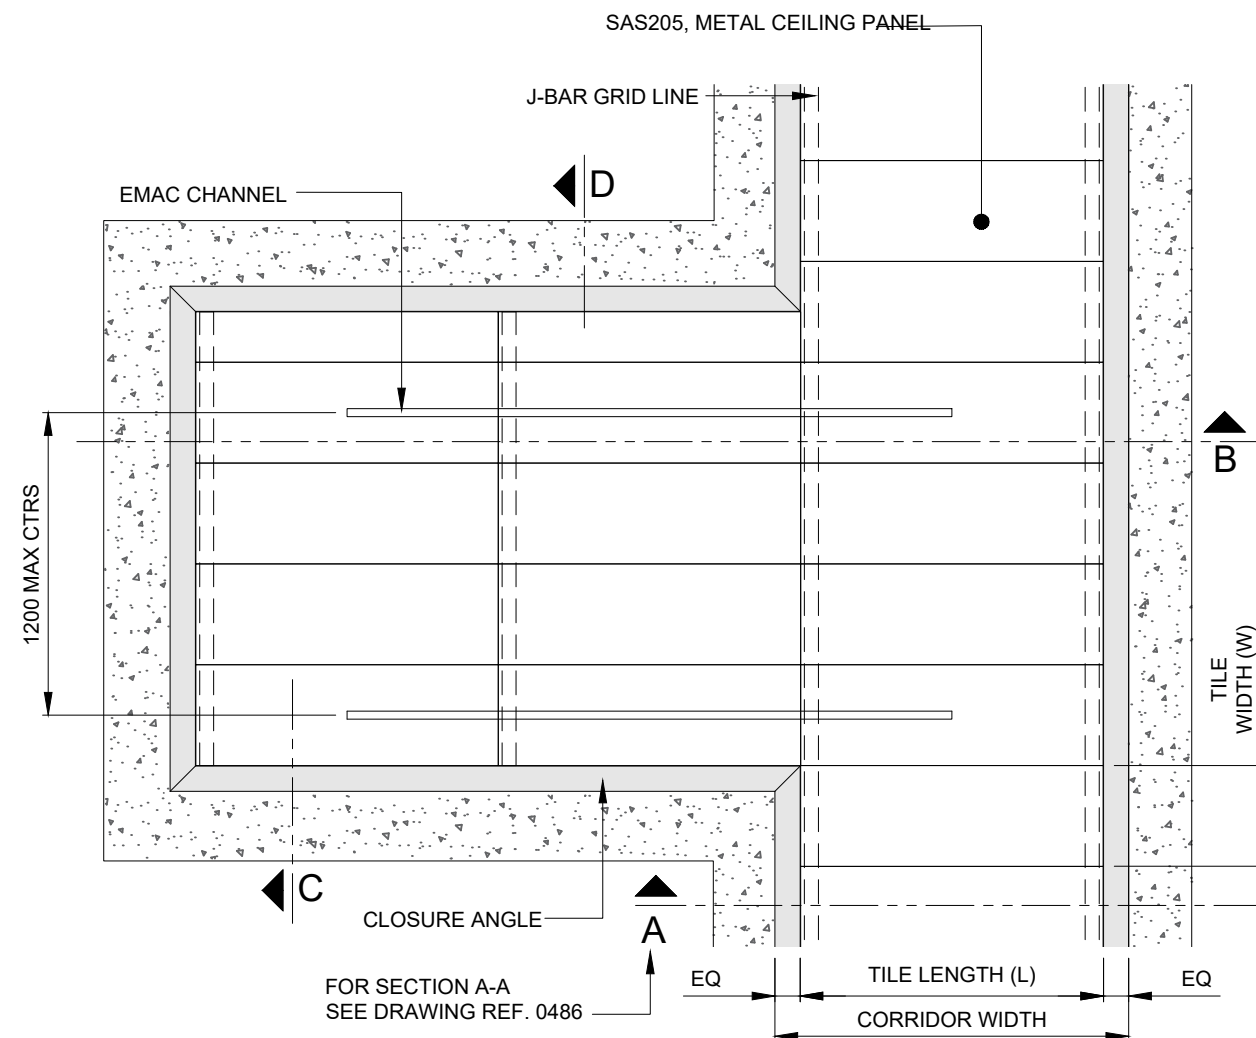 SAS205, METAL CEILING PANEL
J-BAR GRID LINE
D
EMAC CHANNEL
B
1200 MAX CTRS
TILE
WIDTH (W)
C
A
CLOSURE ANGLE
FOR SECTION A-A
SEE DRAWING REF. 0486
EQ
TILE LENGTH (L)
EQ
CORRIDOR WIDTH